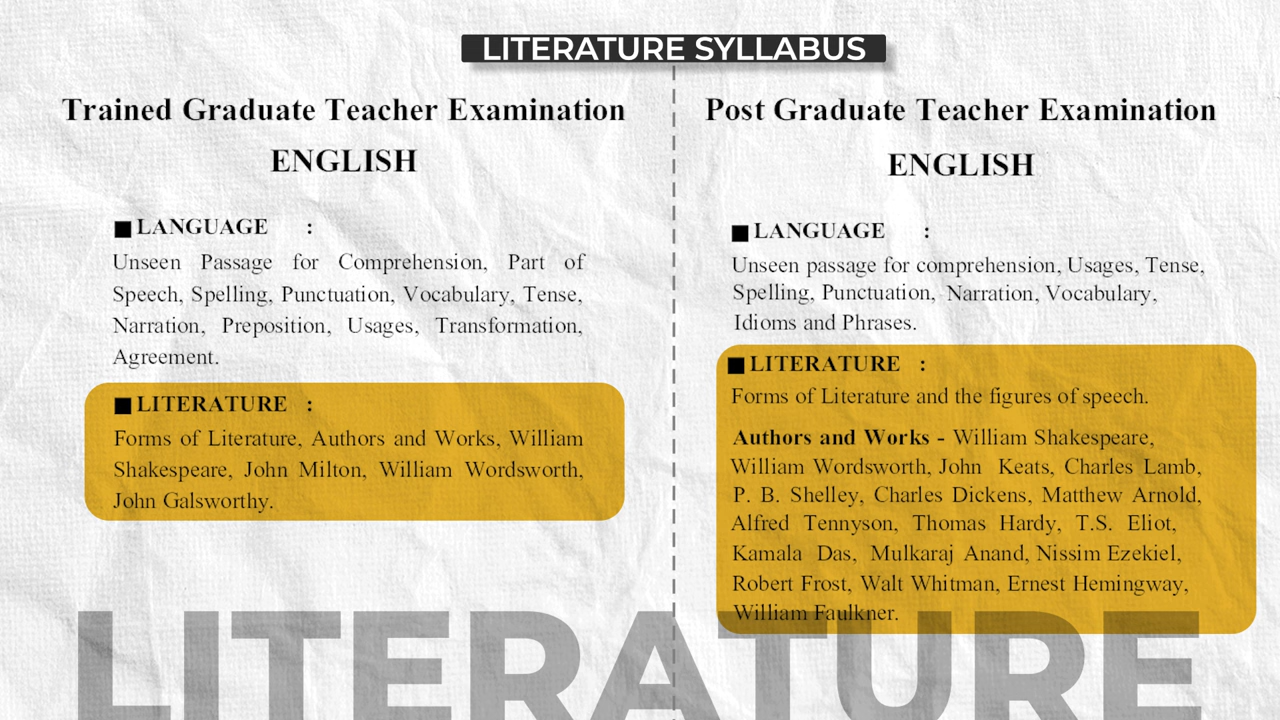 LITERATURE SYLLABUS
Trained Graduate Teacher Examination
ENGLISH
■ LANGUAGE :
Unseen Passage for Comprehension, Part of
Speech, Spelling, Punctuation, Vocabulary, Tense,
Narration, Preposition, Usages, Transformation,
Agreement.
■ LITERATURE :
Forms of Literature, Authors and Works, William
Shakespeare, John Milton, William Wordsworth,
John Galsworthy.
Post Graduate Teacher Examination
ENGLISH
■ LANGUAGE :
Unseen passage for comprehension, Usages, Tense,
Spelling, Punctuation, Narration, Vocabulary,
Idioms and Phrases.
■ LITERATURE :
Forms of Literature and the figures of speech.
Authors and Works - William Shakespeare,
William Wordsworth, John Keats, Charles Lamb,
P. B. Shelley, Charles Dickens, Matthew Arnold,
Alfred Tennyson, Thomas Hardy, T.S. Eliot,
Kamala Das, Mulkaraj Anand, Nissim Ezekiel,
Robert Frost, Walt Whitman, Ernest Hemingway,
William Faulkner.
LITERATURE